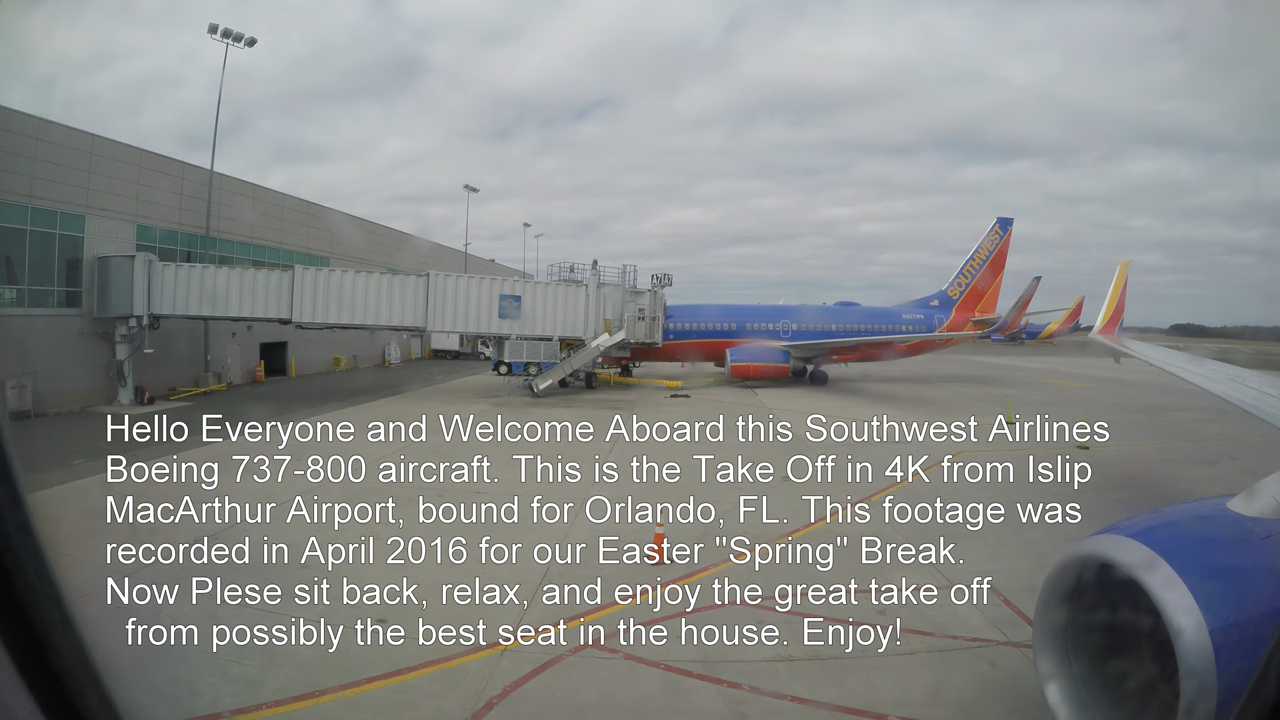 SOUTHWEST
Hello Everyone and Welcome Aboard this Southwest Airlines
Boeing 737-800 aircraft. This is the Take Off in 4K from Islip
MacArthur Airport, bound for Orlando, FL. This footage was
recorded in April 2016 for our Easter "Spring" Break.
Now Plese sit back, relax, and enjoy the great take off
from possibly the best seat in the house. Enjoy!